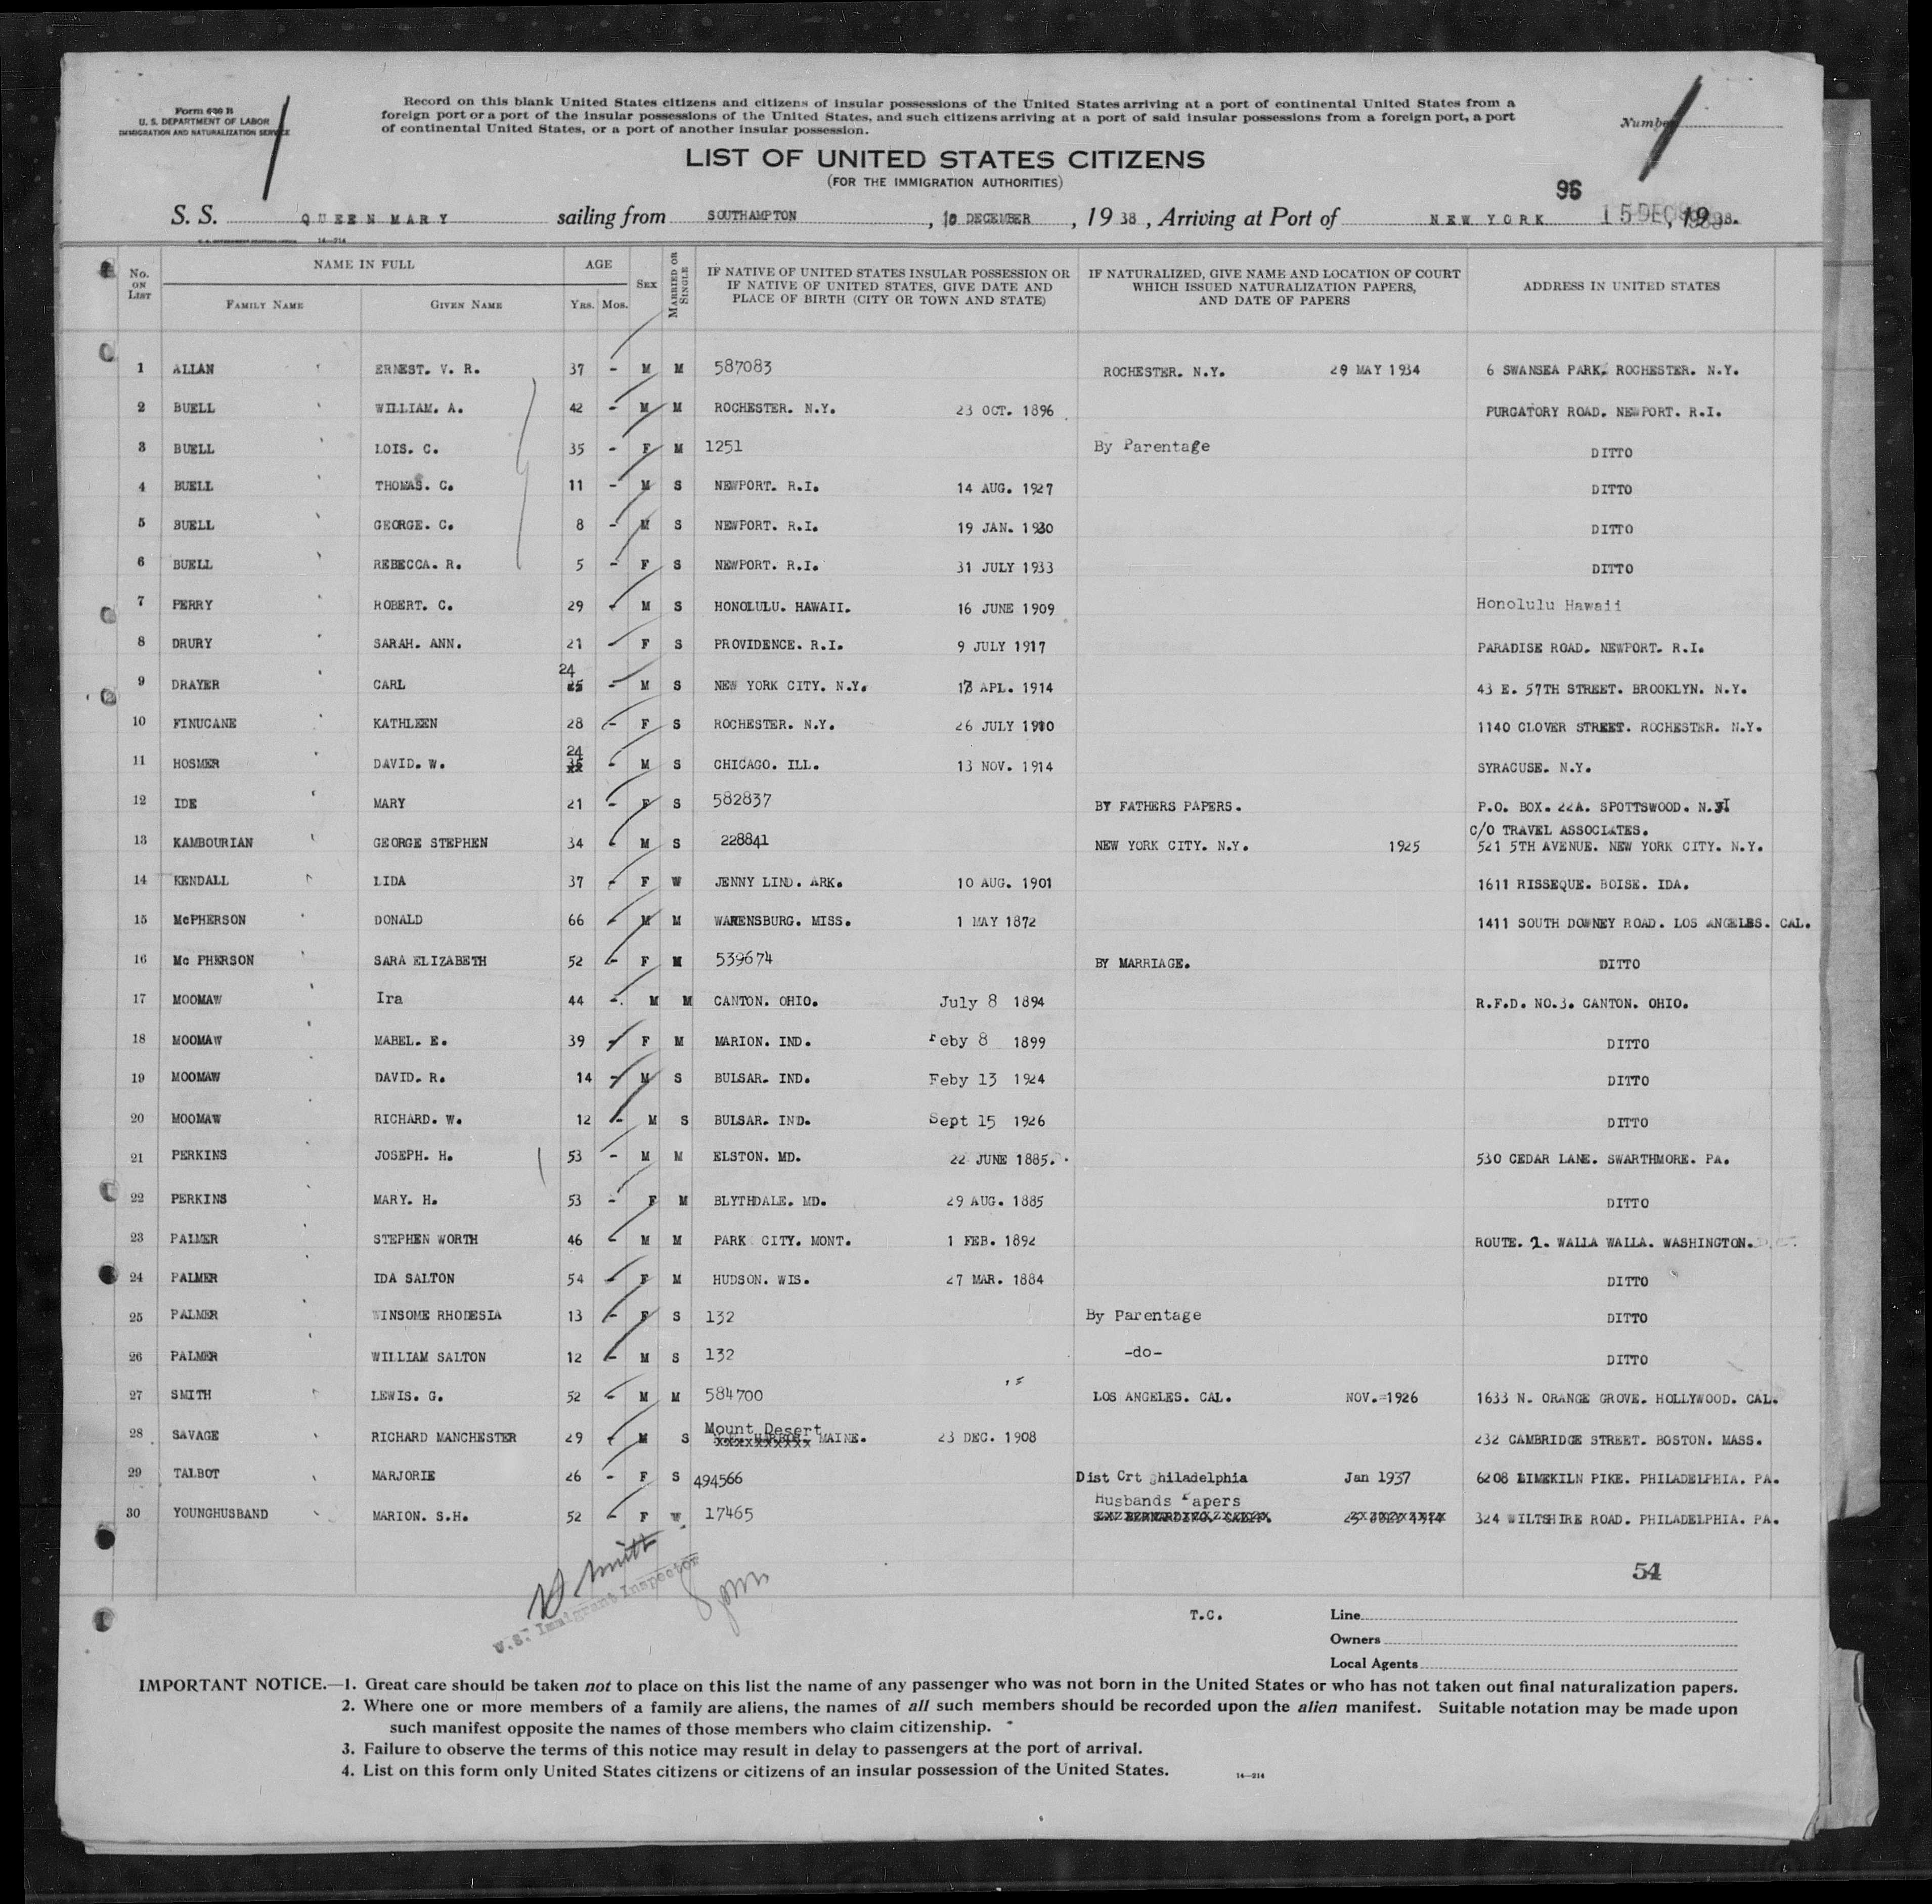 Form 630 B
U. S. DEPARTMENT OF LABOR
IMMIGRATION AND NATURALIZATION SERVICE
Record on this blank United States citizens and citizens of insular possessions of the United States arriving at a port of continental United States from a
foreign port or a port of the insular possessions of the United States, and such citizens arriving at a port of said insular possessions from a foreign port, a port
of continental United States, or a port of another insular possession.
Number
LIST OF UNITED STATES CITIZENS
(FOR THE IMMIGRATION AUTHORITIES)
96
S. S. QUEEN MARY sailing from SOUTHAMPTON, 10 DECEMBER, 19 38, Arriving at Port of NEW YORK 15 DEC, 19 38.
No. ON LIST NAME IN FULL AGE SEX MARRIED OR SINGLE IF NATIVE OF UNITED STATES INSULAR POSSESSION OR IF NATIVE OF UNITED STATES, GIVE DATE AND PLACE OF BIRTH (CITY OR TOWN AND STATE) IF NATURALIZED, GIVE NAME AND LOCATION OF COURT WHICH ISSUED NATURALIZATION PAPERS, AND DATE OF PAPERS ADDRESS IN UNITED STATES
FAMILY NAME GIVEN NAME YRS. MOS.
1 ALLAN ERNEST. V. R. 37 - M M 587083 ROCHESTER. N.Y. 29 MAY 1934 6 SWANSEA PARK. ROCHESTER. N.Y.
2 BUELL WILLIAM. A. 42 - M M ROCHESTER. N.Y. 23 OCT. 1896 PURGATORY ROAD. NEWPORT. R.I.
3 BUELL LOIS. C. 35 - F M 1251 By Parentage DITTO
4 BUELL THOMAS. C. 11 - M S NEWPORT. R.I. 14 AUG. 1927 DITTO
5 BUELL GEORGE. C. 8 - M S NEWPORT. R.I. 19 JAN. 1930 DITTO
6 BUELL REBECCA. R. 5 - F S NEWPORT. R.I. 31 JULY 1933 DITTO
7 PERRY ROBERT. C. 29 - M S HONOLULU. HAWAII. 16 JUNE 1909 Honolulu Hawaii
8 DRURY SARAH. ANN. 21 - F S PROVIDENCE. R.I. 9 JULY 1917 PARADISE ROAD. NEWPORT. R.I.
24
9 DRAYER CARL - M S NEW YORK CITY. N.Y. APL. 1914 43 E. 57TH STREET. BROOKLYN. N.Y.
10 FINUCANE KATHLEEN 28 - F S ROCHESTER. N.Y. 26 JULY 1910 1140 CLOVER STREET. ROCHESTER. N.Y.
24
11 HOSMER DAVID. W. - M S CHICAGO. ILL. 13 NOV. 1914 SYRACUSE. N.Y.
12 IDE MARY 21 - F S 582837 BY FATHERS PAPERS. P.O. BOX. 22A. SPOTTSWOOD. N.J
C/O TRAVEL ASSOCIATES.
13 KAMBOURIAN GEORGE STEPHEN 34 - M S 228841 NEW YORK CITY. N.Y. 1925 521 5TH AVENUE. NEW YORK CITY. N.Y.
14 KENDALL LIDA 37 - F W JENNY LIND. ARK. 10 AUG. 1901 1611 RISSEQUE. BOISE. IDA.
15 McPHERSON DONALD 66 - M M WARENSBURG. MISS. 1 MAY 1872 1411 SOUTH DOWNEY ROAD. LOS ANGELES. CAL.
16 Mc PHERSON SARA ELIZABETH 52 - F M 539674 BY MARRIAGE. DITTO
17 MOOMAW Ira 44 -. M M CANTON. OHIO. July 8 1894 R.F.D. NO.3. CANTON. OHIO.
18 MOOMAW MABEL. E. 39 - F M MARION. IND. Feby 8 1899 DITTO
19 MOOMAW DAVID. R. 14 - M S BULSAR. IND. Feby 13 1924 DITTO
20 MOOMAW RICHARD. W. 12 - M S BULSAR. IND. Sept 15 1926 DITTO
21 PERKINS JOSEPH. H. 53 - M M ELSTON. MD. 22 JUNE 1885. 530 CEDAR LANE. SWARTHMORE. PA.
22 PERKINS MARY. H. 53 - F M BLYTHDALE. MD. 29 AUG. 1885 DITTO
23 PALMER STEPHEN WORTH 46 - M M PARK CITY. MONT. 1 FEB. 1892 ROUTE. 1. WALLA WALLA. WASHINGTON.
24 PALMER IDA SALTON 54 - F M HUDSON. WIS. 27 MAR. 1884 DITTO
25 PALMER WINSOME RHODESIA 13 - F S 132 By Parentage DITTO
26 PALMER WILLIAM SALTON 12 - M S 132 -do- DITTO
27 SMITH LEWIS. G. 52 - M M 584700 LOS ANGELES. CAL. NOV. 1926 1633 N. ORANGE GROVE. HOLLYWOOD. CAL.
Mount Desert
28 SAVAGE RICHARD MANCHESTER 29 - M S MAINE. 23 DEC. 1908 232 CAMBRIDGE STREET. BOSTON. MASS.
29 TALBOT MARJORIE 26 - F S 494566 Dist Crt Philadelphia Jan 1937 6208 LIMEKILN PIKE. PHILADELPHIA. PA.
Husbands Papers
30 YOUNGHUSBAND MARION. S.H. 52 - F W 17465 324 WILTSHIRE ROAD. PHILADELPHIA. PA.
54
U.S. Immigrant Inspector
T.C.
Line
Owners
Local Agents
IMPORTANT NOTICE.—1. Great care should be taken not to place on this list the name of any passenger who was not born in the United States or who has not taken out final naturalization papers.
2. Where one or more members of a family are aliens, the names of all such members should be recorded upon the alien manifest. Suitable notation may be made upon
such manifest opposite the names of those members who claim citizenship.
3. Failure to observe the terms of this notice may result in delay to passengers at the port of arrival.
4. List on this form only United States citizens or citizens of an insular possession of the United States.
14—214